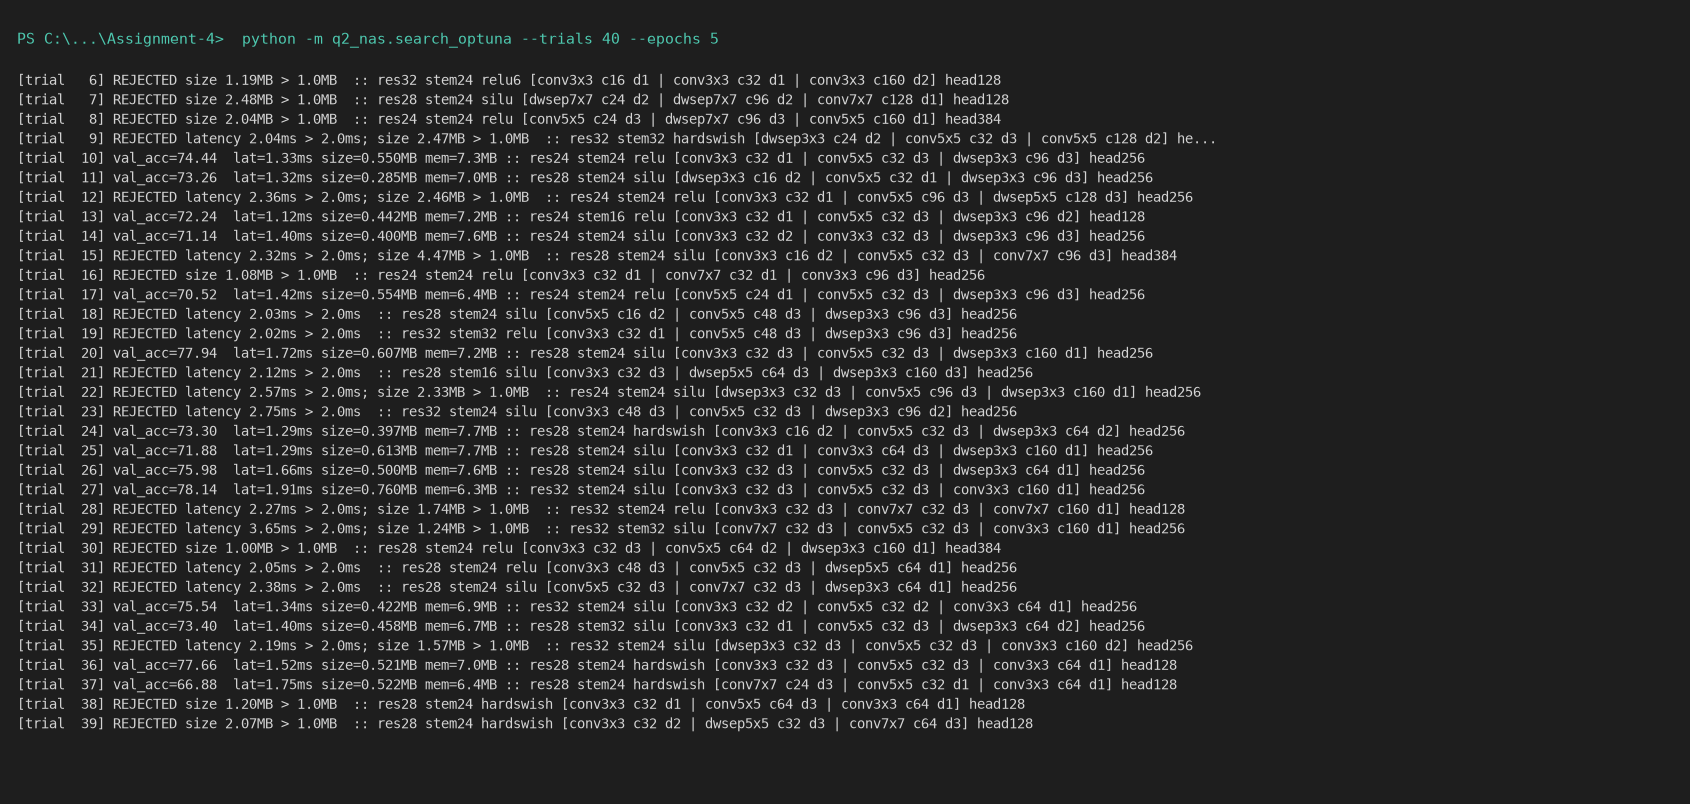 PS C:\...\Assignment-4>  python -m q2_nas.search_optuna --trials 40 --epochs 5
[trial   6] REJECTED size 1.19MB > 1.0MB  :: res32 stem24 relu6 [conv3x3 c16 d1 | conv3x3 c32 d1 | conv3x3 c160 d2] head128
[trial   7] REJECTED size 2.48MB > 1.0MB  :: res28 stem24 silu [dwsep7x7 c24 d2 | dwsep7x7 c96 d2 | conv7x7 c128 d1] head128
[trial   8] REJECTED size 2.04MB > 1.0MB  :: res24 stem24 relu [conv5x5 c24 d3 | dwsep7x7 c96 d3 | conv5x5 c160 d1] head384
[trial   9] REJECTED latency 2.04ms > 2.0ms; size 2.47MB > 1.0MB  :: res32 stem32 hardswish [dwsep3x3 c24 d2 | conv5x5 c32 d3 | conv5x5 c128 d2] he...
[trial  10] val_acc=74.44  lat=1.33ms size=0.550MB mem=7.3MB :: res24 stem24 relu [conv3x3 c32 d1 | conv5x5 c32 d3 | dwsep3x3 c96 d3] head256
[trial  11] val_acc=73.26  lat=1.32ms size=0.285MB mem=7.0MB :: res28 stem24 silu [dwsep3x3 c16 d2 | conv5x5 c32 d1 | dwsep3x3 c96 d3] head256
[trial  12] REJECTED latency 2.36ms > 2.0ms; size 2.46MB > 1.0MB  :: res24 stem24 relu [conv3x3 c32 d1 | conv5x5 c96 d3 | dwsep5x5 c128 d3] head256
[trial  13] val_acc=72.24  lat=1.12ms size=0.442MB mem=7.2MB :: res24 stem16 relu [conv3x3 c32 d1 | conv5x5 c32 d3 | dwsep3x3 c96 d2] head128
[trial  14] val_acc=71.14  lat=1.40ms size=0.400MB mem=7.6MB :: res24 stem24 silu [conv3x3 c32 d2 | conv3x3 c32 d3 | dwsep3x3 c96 d3] head256
[trial  15] REJECTED latency 2.32ms > 2.0ms; size 4.47MB > 1.0MB  :: res28 stem24 silu [conv3x3 c16 d2 | conv5x5 c32 d3 | conv7x7 c96 d3] head384
[trial  16] REJECTED size 1.08MB > 1.0MB  :: res24 stem24 relu [conv3x3 c32 d1 | conv7x7 c32 d1 | conv3x3 c96 d3] head256
[trial  17] val_acc=70.52  lat=1.42ms size=0.554MB mem=6.4MB :: res24 stem24 relu [conv5x5 c24 d1 | conv5x5 c32 d3 | dwsep3x3 c96 d3] head256
[trial  18] REJECTED latency 2.03ms > 2.0ms  :: res28 stem24 silu [conv5x5 c16 d2 | conv5x5 c48 d3 | dwsep3x3 c96 d3] head256
[trial  19] REJECTED latency 2.02ms > 2.0ms  :: res32 stem32 relu [conv3x3 c32 d1 | conv5x5 c48 d3 | dwsep3x3 c96 d3] head256
[trial  20] val_acc=77.94  lat=1.72ms size=0.607MB mem=7.2MB :: res28 stem24 silu [conv3x3 c32 d3 | conv5x5 c32 d3 | dwsep3x3 c160 d1] head256
[trial  21] REJECTED latency 2.12ms > 2.0ms  :: res28 stem16 silu [conv3x3 c32 d3 | dwsep5x5 c64 d3 | dwsep3x3 c160 d3] head256
[trial  22] REJECTED latency 2.57ms > 2.0ms; size 2.33MB > 1.0MB  :: res24 stem24 silu [dwsep3x3 c32 d3 | conv5x5 c96 d3 | dwsep3x3 c160 d1] head256
[trial  23] REJECTED latency 2.75ms > 2.0ms  :: res32 stem24 silu [conv3x3 c48 d3 | conv5x5 c32 d3 | dwsep3x3 c96 d2] head256
[trial  24] val_acc=73.30  lat=1.29ms size=0.397MB mem=7.7MB :: res28 stem24 hardswish [conv3x3 c16 d2 | conv5x5 c32 d3 | dwsep3x3 c64 d2] head256
[trial  25] val_acc=71.88  lat=1.29ms size=0.613MB mem=7.7MB :: res28 stem24 silu [conv3x3 c32 d1 | conv3x3 c64 d3 | dwsep3x3 c160 d1] head256
[trial  26] val_acc=75.98  lat=1.66ms size=0.500MB mem=7.6MB :: res28 stem24 silu [conv3x3 c32 d3 | conv5x5 c32 d3 | dwsep3x3 c64 d1] head256
[trial  27] val_acc=78.14  lat=1.91ms size=0.760MB mem=6.3MB :: res32 stem24 silu [conv3x3 c32 d3 | conv5x5 c32 d3 | conv3x3 c160 d1] head256
[trial  28] REJECTED latency 2.27ms > 2.0ms; size 1.74MB > 1.0MB  :: res32 stem24 relu [conv3x3 c32 d3 | conv7x7 c32 d3 | conv7x7 c160 d1] head128
[trial  29] REJECTED latency 3.65ms > 2.0ms; size 1.24MB > 1.0MB  :: res32 stem32 silu [conv7x7 c32 d3 | conv5x5 c32 d3 | conv3x3 c160 d1] head256
[trial  30] REJECTED size 1.00MB > 1.0MB  :: res28 stem24 relu [conv3x3 c32 d3 | conv5x5 c64 d2 | dwsep3x3 c160 d1] head384
[trial  31] REJECTED latency 2.05ms > 2.0ms  :: res28 stem24 relu [conv3x3 c48 d3 | conv5x5 c32 d3 | dwsep5x5 c64 d1] head256
[trial  32] REJECTED latency 2.38ms > 2.0ms  :: res28 stem24 silu [conv5x5 c32 d3 | conv7x7 c32 d3 | dwsep3x3 c64 d1] head256
[trial  33] val_acc=75.54  lat=1.34ms size=0.422MB mem=6.9MB :: res32 stem24 silu [conv3x3 c32 d2 | conv5x5 c32 d2 | conv3x3 c64 d1] head256
[trial  34] val_acc=73.40  lat=1.40ms size=0.458MB mem=6.7MB :: res28 stem32 silu [conv3x3 c32 d1 | conv5x5 c32 d3 | dwsep3x3 c64 d2] head256
[trial  35] REJECTED latency 2.19ms > 2.0ms; size 1.57MB > 1.0MB  :: res32 stem24 silu [dwsep3x3 c32 d3 | conv5x5 c32 d3 | conv3x3 c160 d2] head256
[trial  36] val_acc=77.66  lat=1.52ms size=0.521MB mem=7.0MB :: res28 stem24 hardswish [conv3x3 c32 d3 | conv5x5 c32 d3 | conv3x3 c64 d1] head128
[trial  37] val_acc=66.88  lat=1.75ms size=0.522MB mem=6.4MB :: res28 stem24 hardswish [conv7x7 c24 d3 | conv5x5 c32 d1 | conv3x3 c64 d1] head128
[trial  38] REJECTED size 1.20MB > 1.0MB  :: res28 stem24 hardswish [conv3x3 c32 d1 | conv5x5 c64 d3 | conv3x3 c64 d1] head128
[trial  39] REJECTED size 2.07MB > 1.0MB  :: res28 stem24 hardswish [conv3x3 c32 d2 | dwsep5x5 c32 d3 | conv7x7 c64 d3] head128